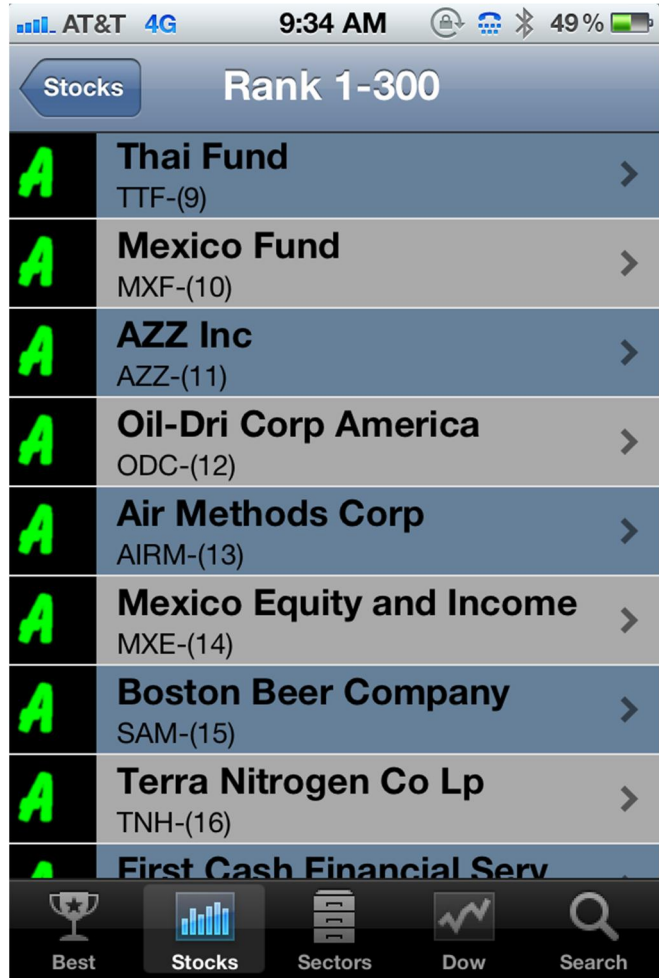 AT&T 4G 9:34 AM 49%
Stocks Rank 1-300
A Thai Fund
TTF-(9)
A Mexico Fund
MXF-(10)
A AZZ Inc
AZZ-(11)
A Oil-Dri Corp America
ODC-(12)
A Air Methods Corp
AIRM-(13)
A Mexico Equity and Income
MXE-(14)
A Boston Beer Company
SAM-(15)
A Terra Nitrogen Co Lp
TNH-(16)
A First Cash Financial Serv
Best Stocks Sectors Dow Search